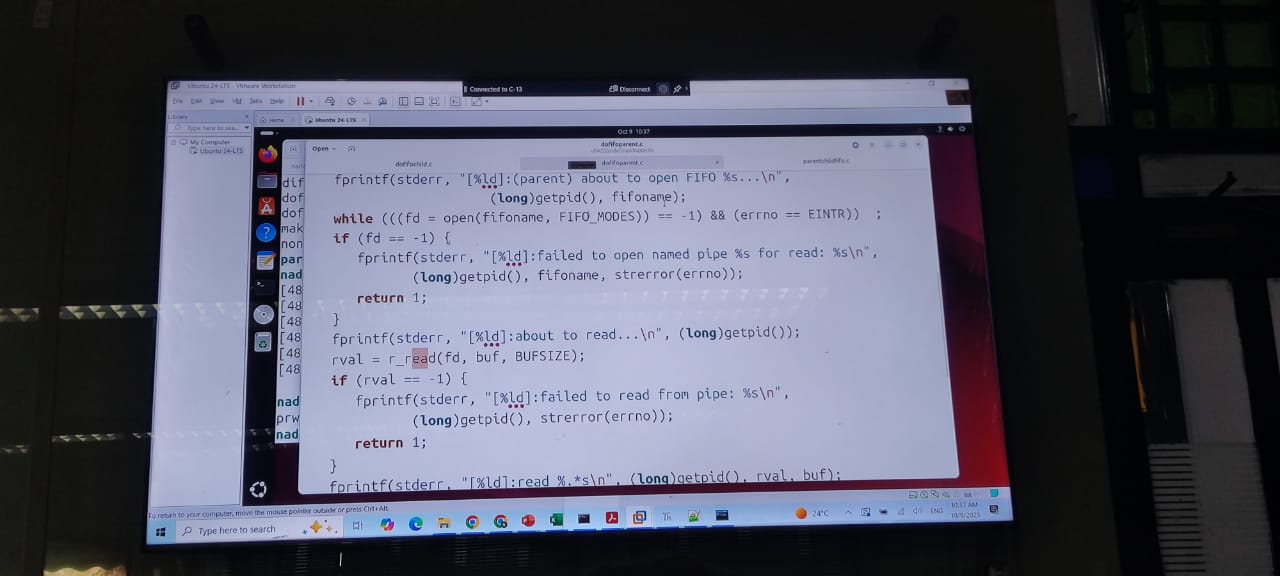 Ubuntu 24-LTS - VMware Workstation
Connected to C-13
Disconnect
File Edit View VM Tabs Help
Library
Home
Ubuntu 24-LTS
Type here to sea...
My Computer
Ubuntu 24-LTS
Oct 9 10:37
Open
dofifoparent.c
dofifochild.c
dofifoparent.c
parentchildfifo.c
dif
dof
dof
mak
non
par
nad
[48
[48
[48
[48
[48
[48
nad
prw
nad
fprintf(stderr, "[%ld]:(parent) about to open FIFO %s...\n",
(long)getpid(), fifoname);
while (((fd = open(fifoname, FIFO_MODES)) == -1) && (errno == EINTR))  ;
if (fd == -1) {
fprintf(stderr, "[%ld]:failed to open named pipe %s for read: %s\n",
(long)getpid(), fifoname, strerror(errno));
return 1;
}
fprintf(stderr, "[%ld]:about to read...\n", (long)getpid());
rval = r_read(fd, buf, BUFSIZE);
if (rval == -1) {
fprintf(stderr, "[%ld]:failed to read from pipe: %s\n",
(long)getpid(), strerror(errno));
return 1;
}
fprintf(stderr, "[%ld]:read %.*s\n", (long)getpid(), rval, buf);
To return to your computer, move the mouse pointer outside or press Ctrl+Alt.
Type here to search
24°C
ENG
10:37 AM
10/9/2025